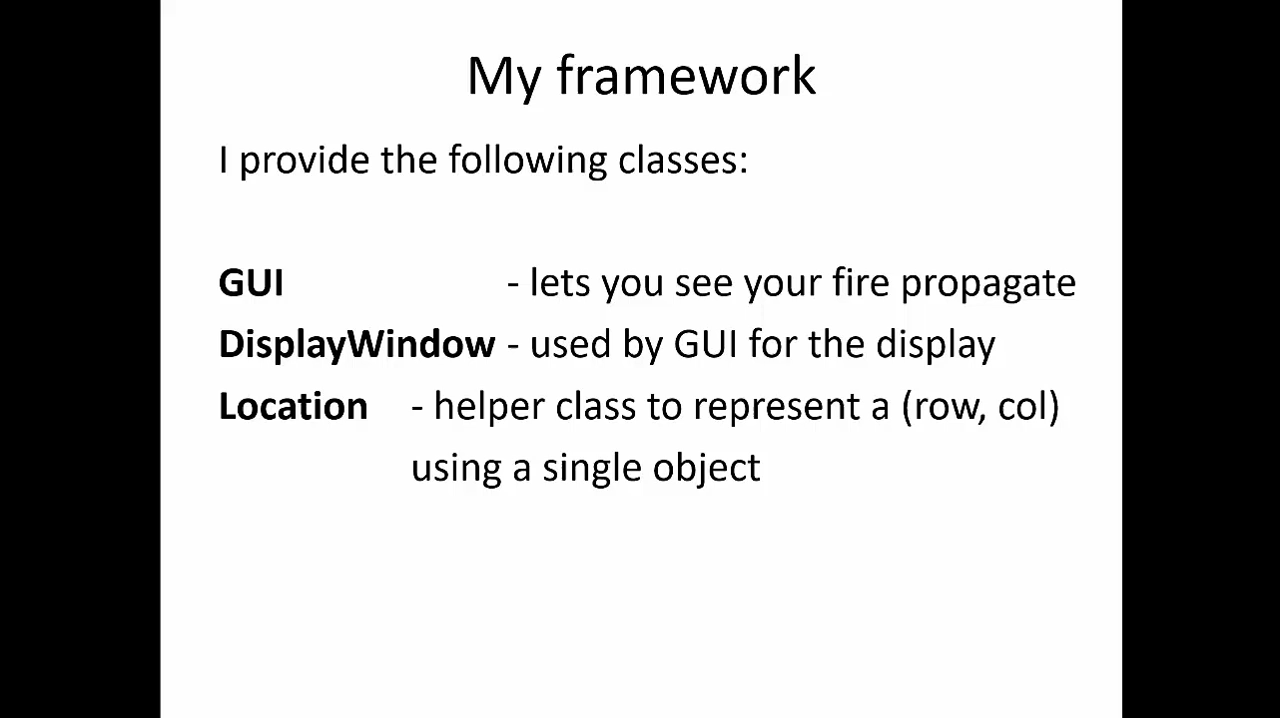 My framework
I provide the following classes:
GUI - lets you see your fire propagate
DisplayWindow - used by GUI for the display
Location - helper class to represent a (row, col)
using a single object